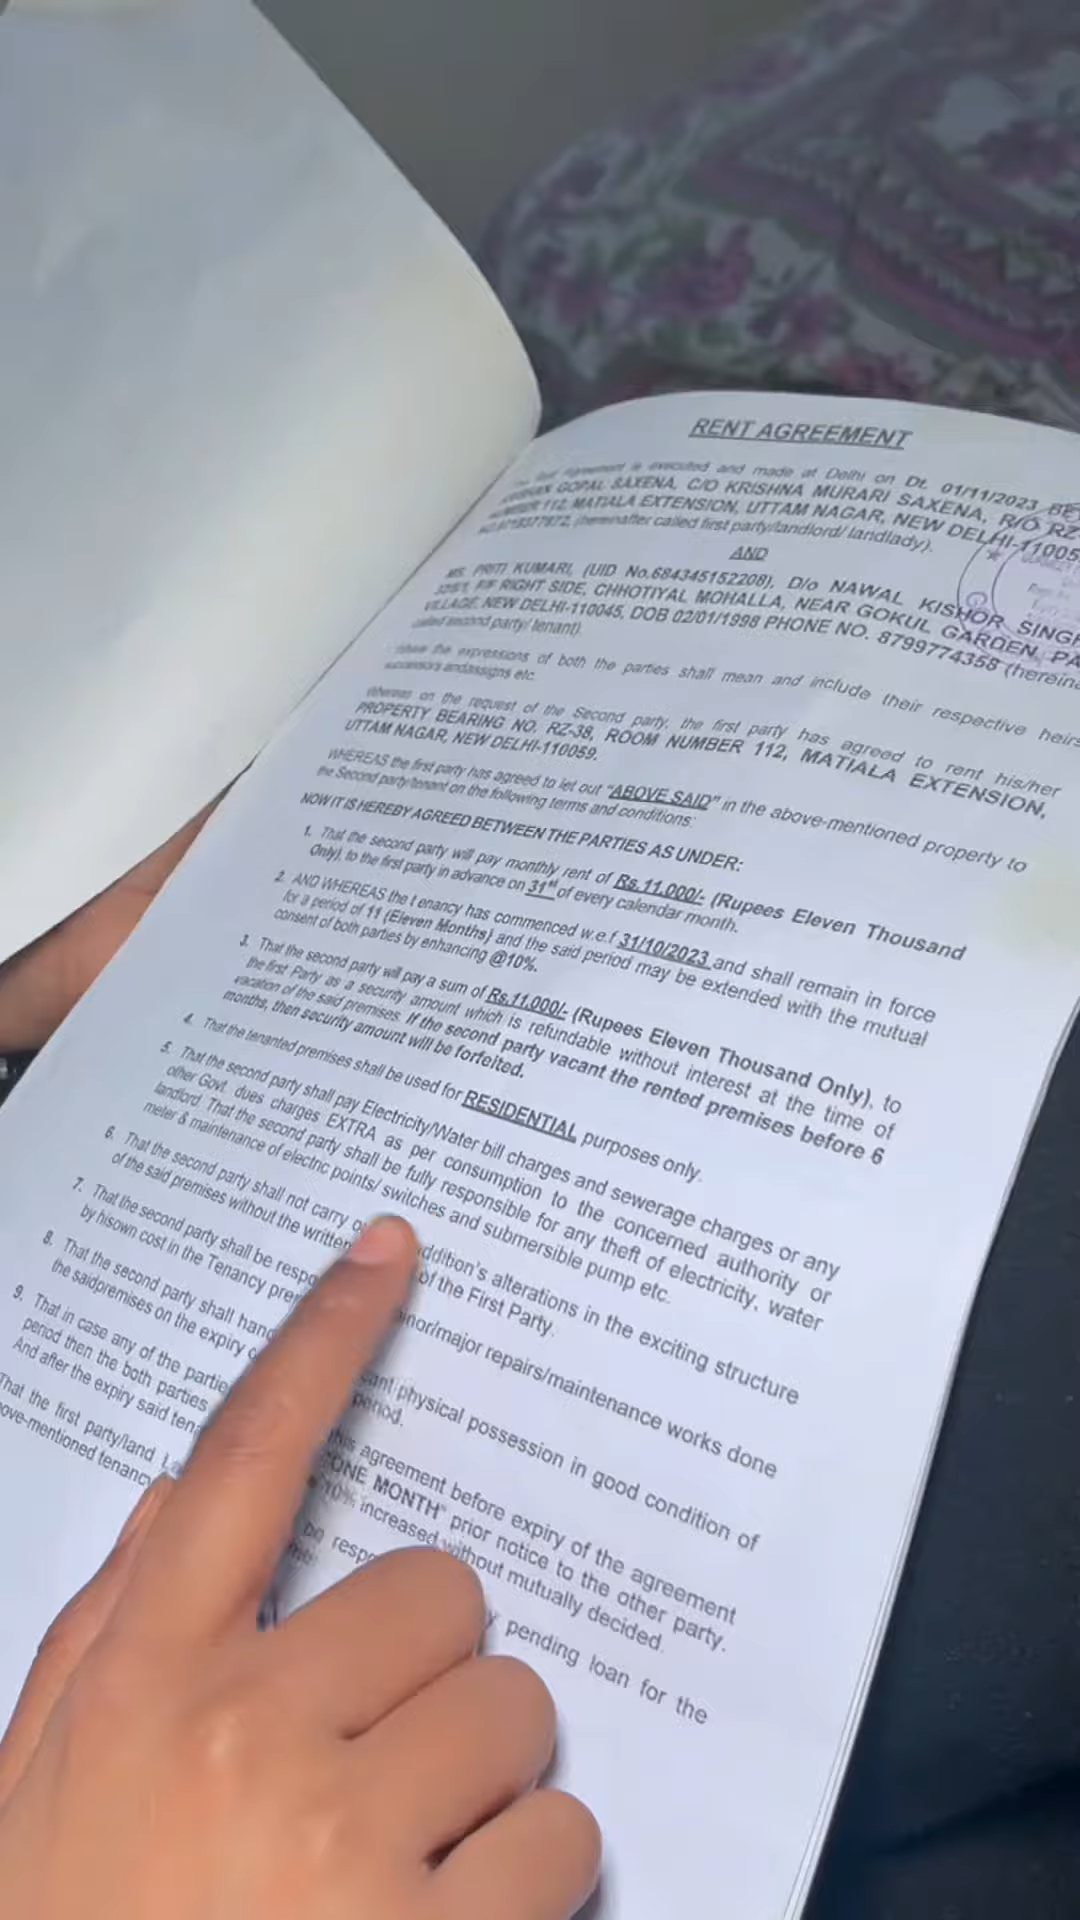 RENT AGREEMENT
Agreement is executed and made at Delhi on Dt. 01/11/2023 BE
GOPAL SAXENA, C/O KRISHNA MURARI SAXENA, R/O RZ-
112, MATIALA EXTENSION, UTTAM NAGAR, NEW DELHI-11005
(hereinafter called first party/landlord/ landlady).
AND
MS. PRITI KUMARI, (UID No.684345152208), D/o NAWAL KISHOR SINGH
F/F RIGHT SIDE, CHHOTIYAL MOHALLA, NEAR GOKUL GARDEN, PA
VILLAGE, NEW DELHI-110045, DOB 02/01/1998 PHONE NO. 8799774358 (hereina
called second party/ tenant)
the expressions of both the parties shall mean and include their respective heirs
successors andassigns etc.
Whereas on the request of the Second party, the first party has agreed to rent his/her
PROPERTY BEARING NO. RZ-38, ROOM NUMBER 112, MATIALA EXTENSION,
UTTAM NAGAR, NEW DELHI-110059.
WHEREAS the first party has agreed to let out "ABOVE SAID" in the above-mentioned property to
the Second party/tenant on the following terms and conditions:
NOW IT IS HEREBY AGREED BETWEEN THE PARTIES AS UNDER:
1. That the second party will pay monthly rent of Rs.11,000/- (Rupees Eleven Thousand
Only), to the first party in advance on 31st of every calendar month.
2. AND WHEREAS the t enancy has commenced w.e.f 31/10/2023 and shall remain in force
for a period of 11 (Eleven Months) and the said period may be extended with the mutual
consent of both parties by enhancing @10%.
3. That the second party will pay a sum of Rs.11,000/- (Rupees Eleven Thousand Only), to
the first Party as a security amount which is refundable without interest at the time of
vacation of the said premises. If the second party vacant the rented premises before 6
months, then security amount will be forfeited.
4. That the tenanted premises shall be used for RESIDENTIAL purposes only.
5. That the second party shall pay Electricity/Water bill charges and sewerage charges or any
other Govt. dues charges EXTRA as per consumption to the concerned authority or
landlord. That the second party shall be fully responsible for any theft of electricity, water
meter & maintenance of electric points/ switches and submersible pump etc.
6. That the second party shall not carry ddition's alterations in the exciting structure
of the said premises without the written of the First Party.
7. That the second party shall be respo inor/major repairs/maintenance works done
by hisown cost in the Tenancy pre
8. That the second party shall hand cant physical possession in good condition of
the saidpremises on the expiry period.
9. That in case any of the partie this agreement before expiry of the agreement
period then the both parties "ONE MONTH" prior notice to the other party.
And after the expiry said ten 10% increased without mutually decided.
That the first party/land be resp y pending loan for the
ove-mentioned tenancy